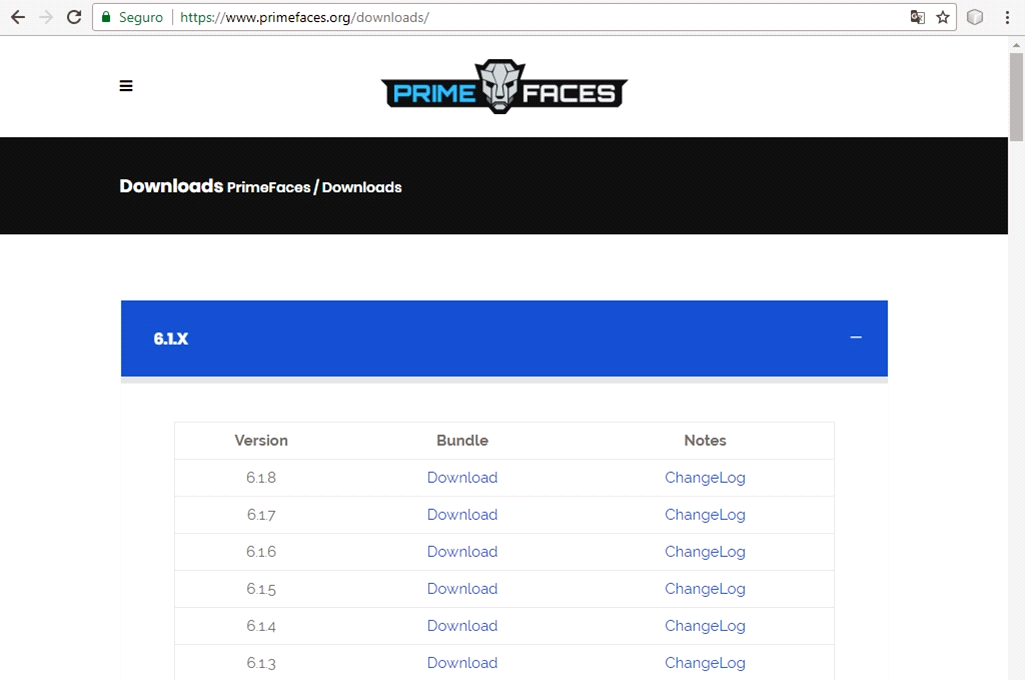 Seguro https://www.primefaces.org/downloads/
PRIME FACES
Downloads PrimeFaces / Downloads
6.1.X
Version Bundle Notes
6.1.8 Download ChangeLog
6.1.7 Download ChangeLog
6.1.6 Download ChangeLog
6.1.5 Download ChangeLog
6.1.4 Download ChangeLog
6.1.3 Download ChangeLog